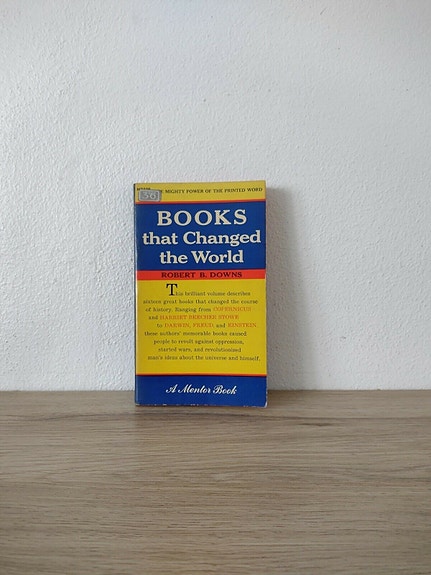 MIGHTY POWER OF THE PRINTED WORD
BOOKS
that Changed
the World
ROBERT B. DOWNS
This brilliant volume describes
sixteen great books that changed the course
of history. Ranging from COPERNICUS
and HARRIET BEECHER STOWE
to DARWIN, FREUD, and EINSTEIN,
these authors' memorable books caused
people to revolt against oppression,
started wars, and revolutionized
man's ideas about the universe and himself.
A Mentor Book